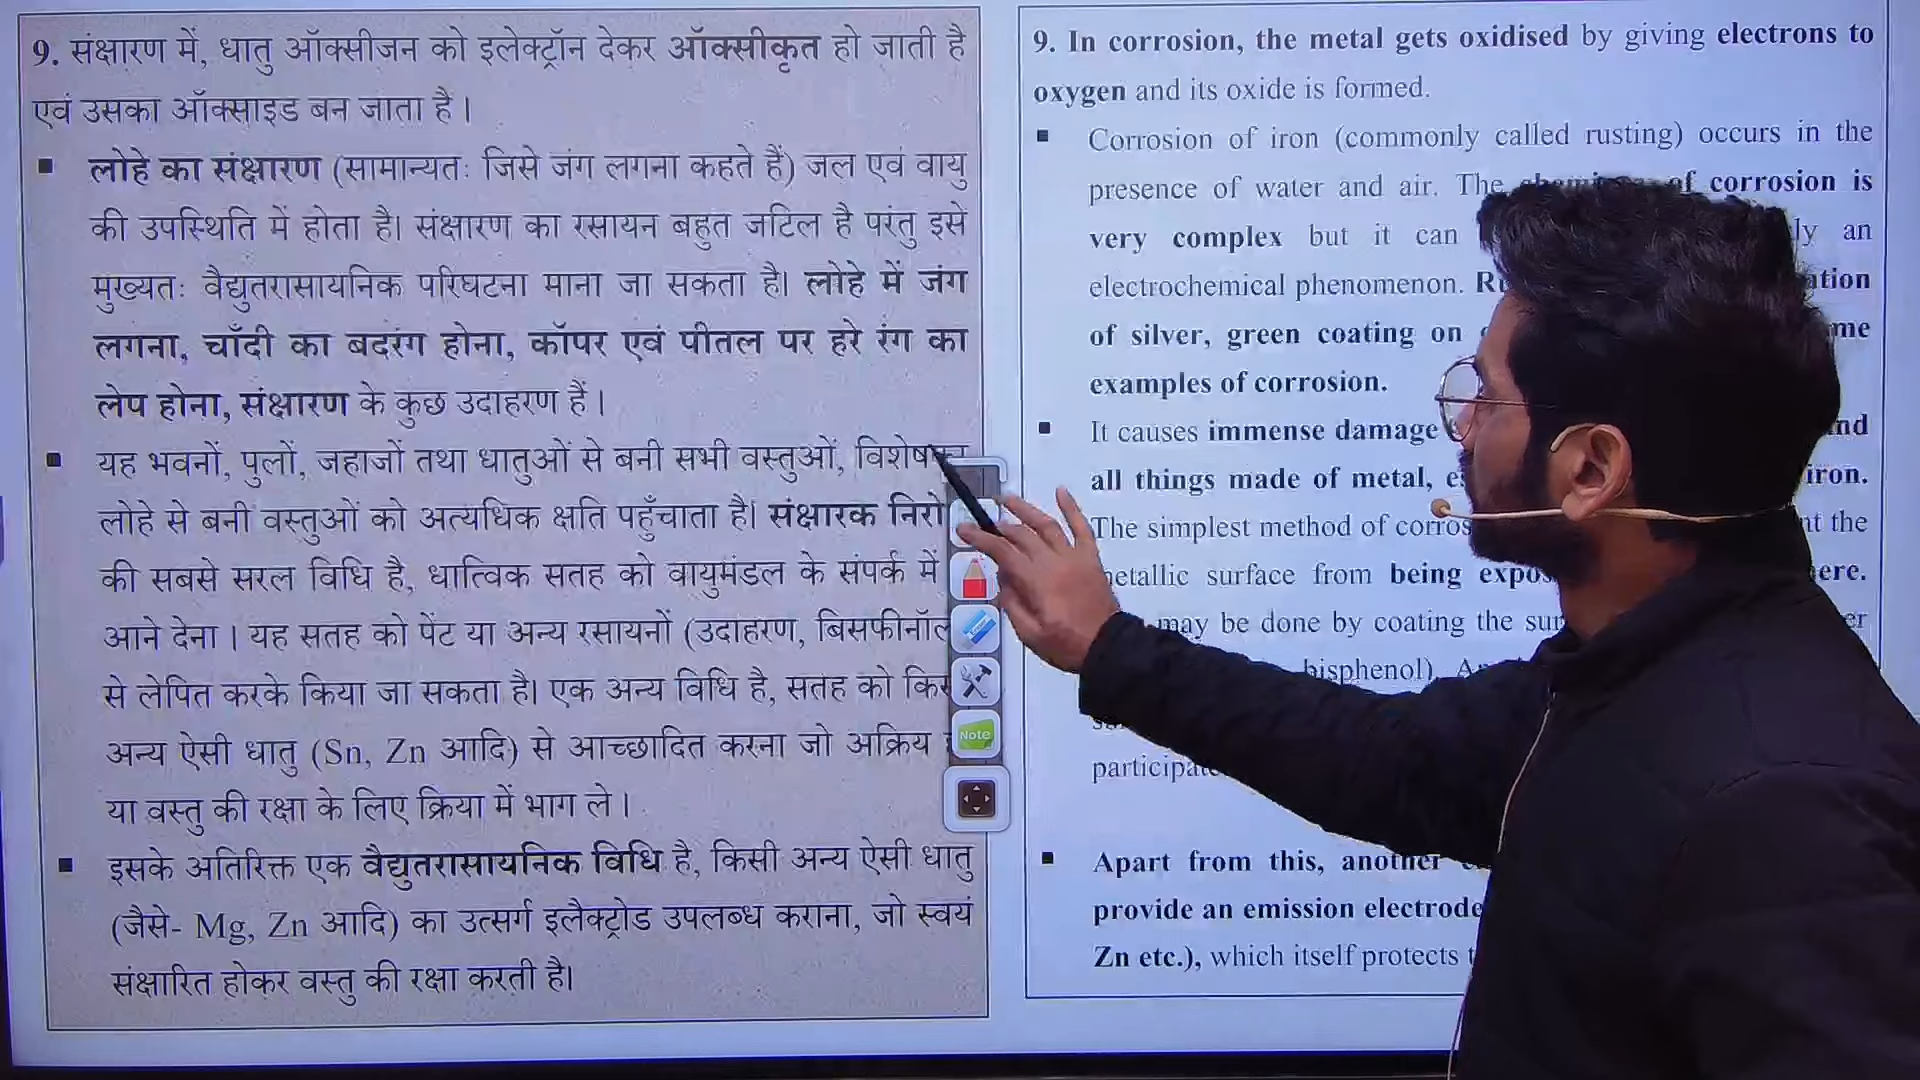 9. संक्षारण में, धातु ऑक्सीजन को इलेक्ट्रॉन देकर ऑक्सीकृत हो जाती है
एवं उसका ऑक्साइड बन जाता है।
▪ लोहे का संक्षारण (सामान्यतः जिसे जंग लगना कहते हैं) जल एवं वायु
की उपस्थिति में होता है। संक्षारण का रसायन बहुत जटिल है परंतु इसे
मुख्यतः वैद्युतरासायनिक परिघटना माना जा सकता है। लोहे में जंग
लगना, चाँदी का बदरंग होना, कॉपर एवं पीतल पर हरे रंग का
लेप होना, संक्षारण के कुछ उदाहरण हैं।
▪ यह भवनों, पुलों, जहाजों तथा धातुओं से बनी सभी वस्तुओं,
लोहे से बनी वस्तुओं को अत्यधिक क्षति पहुँचाता है। संक्षारक
की सबसे सरल विधि है, धात्विक सतह को वायुमंडल के संपर्क में
आने देना। यह सतह को पेंट या अन्य रसायनों (उदाहरण,
से लेपित करके किया जा सकता है। एक अन्य विधि है, सतह को
अन्य ऐसी धातु (Sn, Zn आदि) से आच्छादित करना जो अक्रिय
या वस्तु की रक्षा के लिए क्रिया में भाग ले।
▪ इसके अतिरिक्त एक वैद्युतरासायनिक विधि है, किसी अन्य ऐसी धातु
(जैसे- Mg, Zn आदि) का उत्सर्ग इलैक्ट्रोड उपलब्ध कराना, जो स्वयं
संक्षारित होकर वस्तु की रक्षा करती है।
Note
9. In corrosion, the metal gets oxidised by giving electrons to
oxygen and its oxide is formed.
▪ Corrosion of iron (commonly called rusting) occurs in the
presence of water and air. The of corrosion is
very complex but it can an
electrochemical phenomenon.
of silver, green coating on
examples of corrosion.
▪ It causes immense damage
all things made of metal, iron.
The simplest method of the
surface from being
may be done by coating the
bisphenol).
▪ Apart from this, another
provide an emission electrode
Zn etc.), which itself protects